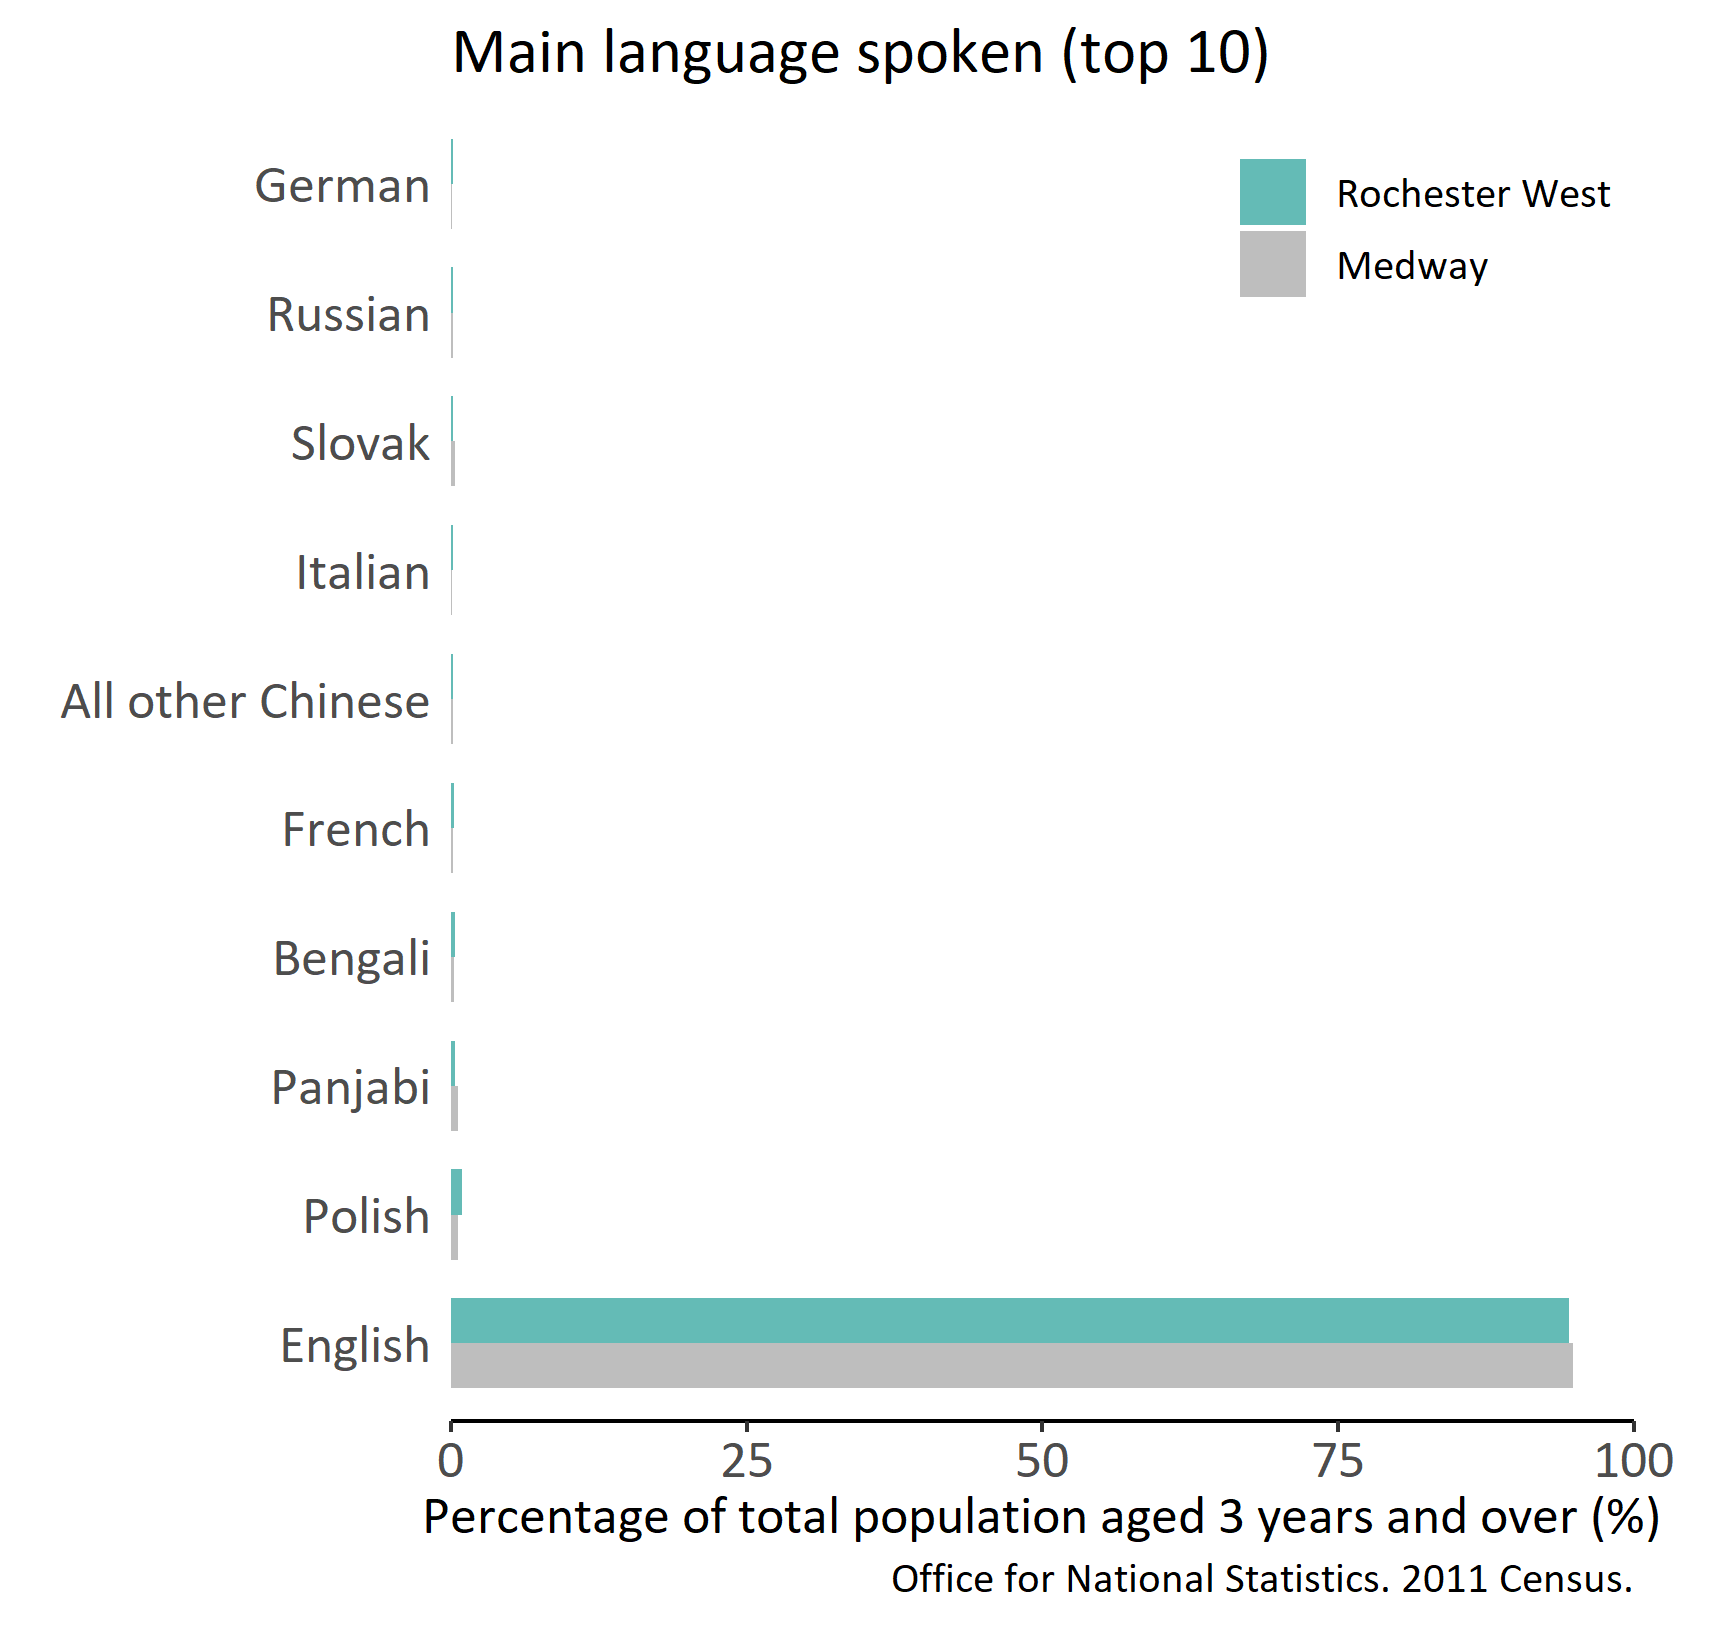 Main language spoken (top 10)
Rochester West
Medway
German
Russian
Slovak
Italian
All other Chinese
French
Bengali
Panjabi
Polish
English
0 25 50 75 100
Percentage of total population aged 3 years and over (%)
Office for National Statistics. 2011 Census.